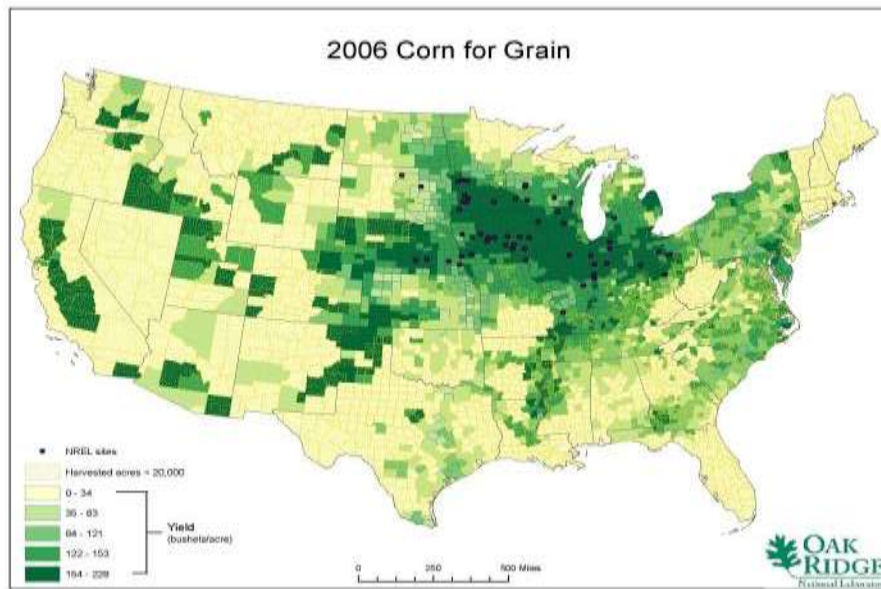 2006 Corn for Grain
NREL sites
Harvested acres < 20,000
0 - 34
35 - 83
84 - 121
122 - 153
154 - 228
Yield
(bushels/acre)
0 250 500 Miles
OAK
RIDGE
National Laboratory